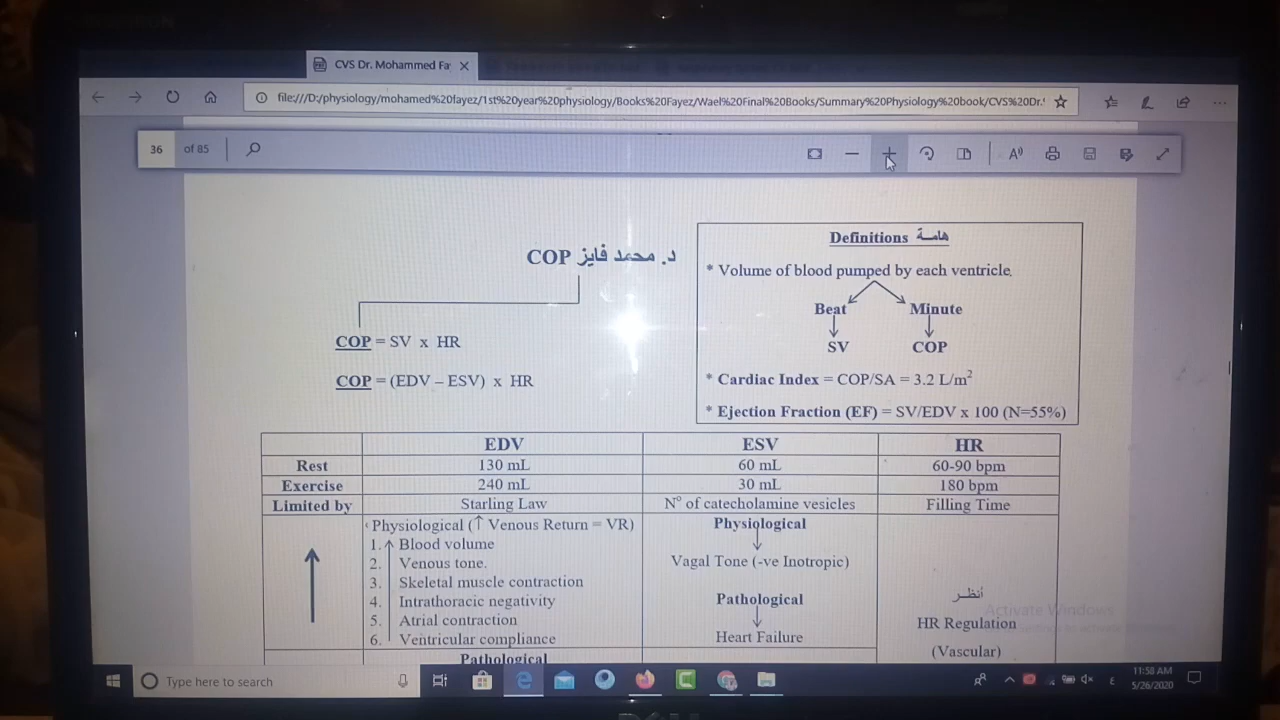 CVS Dr. Mohammed Fa
file:///D:/physiology/mohamed%20fayez/1st%20year%20physiology/Books%20Fayez/Wael%20Final%20Books/Summary%20Physiology%20book/CVS%20Dr.
36 of 85
COP د. محمد فايز
COP = SV x HR
COP = (EDV – ESV) x HR
Definitions هامة
* Volume of blood pumped by each ventricle.
Beat Minute
SV COP
* Cardiac Index = COP/SA = 3.2 L/m²
* Ejection Fraction (EF) = SV/EDV x 100 (N=55%)
EDV ESV HR
Rest 130 mL 60 mL 60-90 bpm
Exercise 240 mL 30 mL 180 bpm
Limited by Starling Law Nº of catecholamine vesicles Filling Time
Physiological (↑ Venous Return = VR)
1. ↑ Blood volume
2. Venous tone.
3. Skeletal muscle contraction
4. Intrathoracic negativity
5. Atrial contraction
6. Ventricular compliance
Pathological
Physiological
Vagal Tone (-ve Inotropic)
Pathological
Heart Failure
أنظر
HR Regulation
(Vascular)
Activate Windows
Type here to search
11:58 AM
5/26/2020